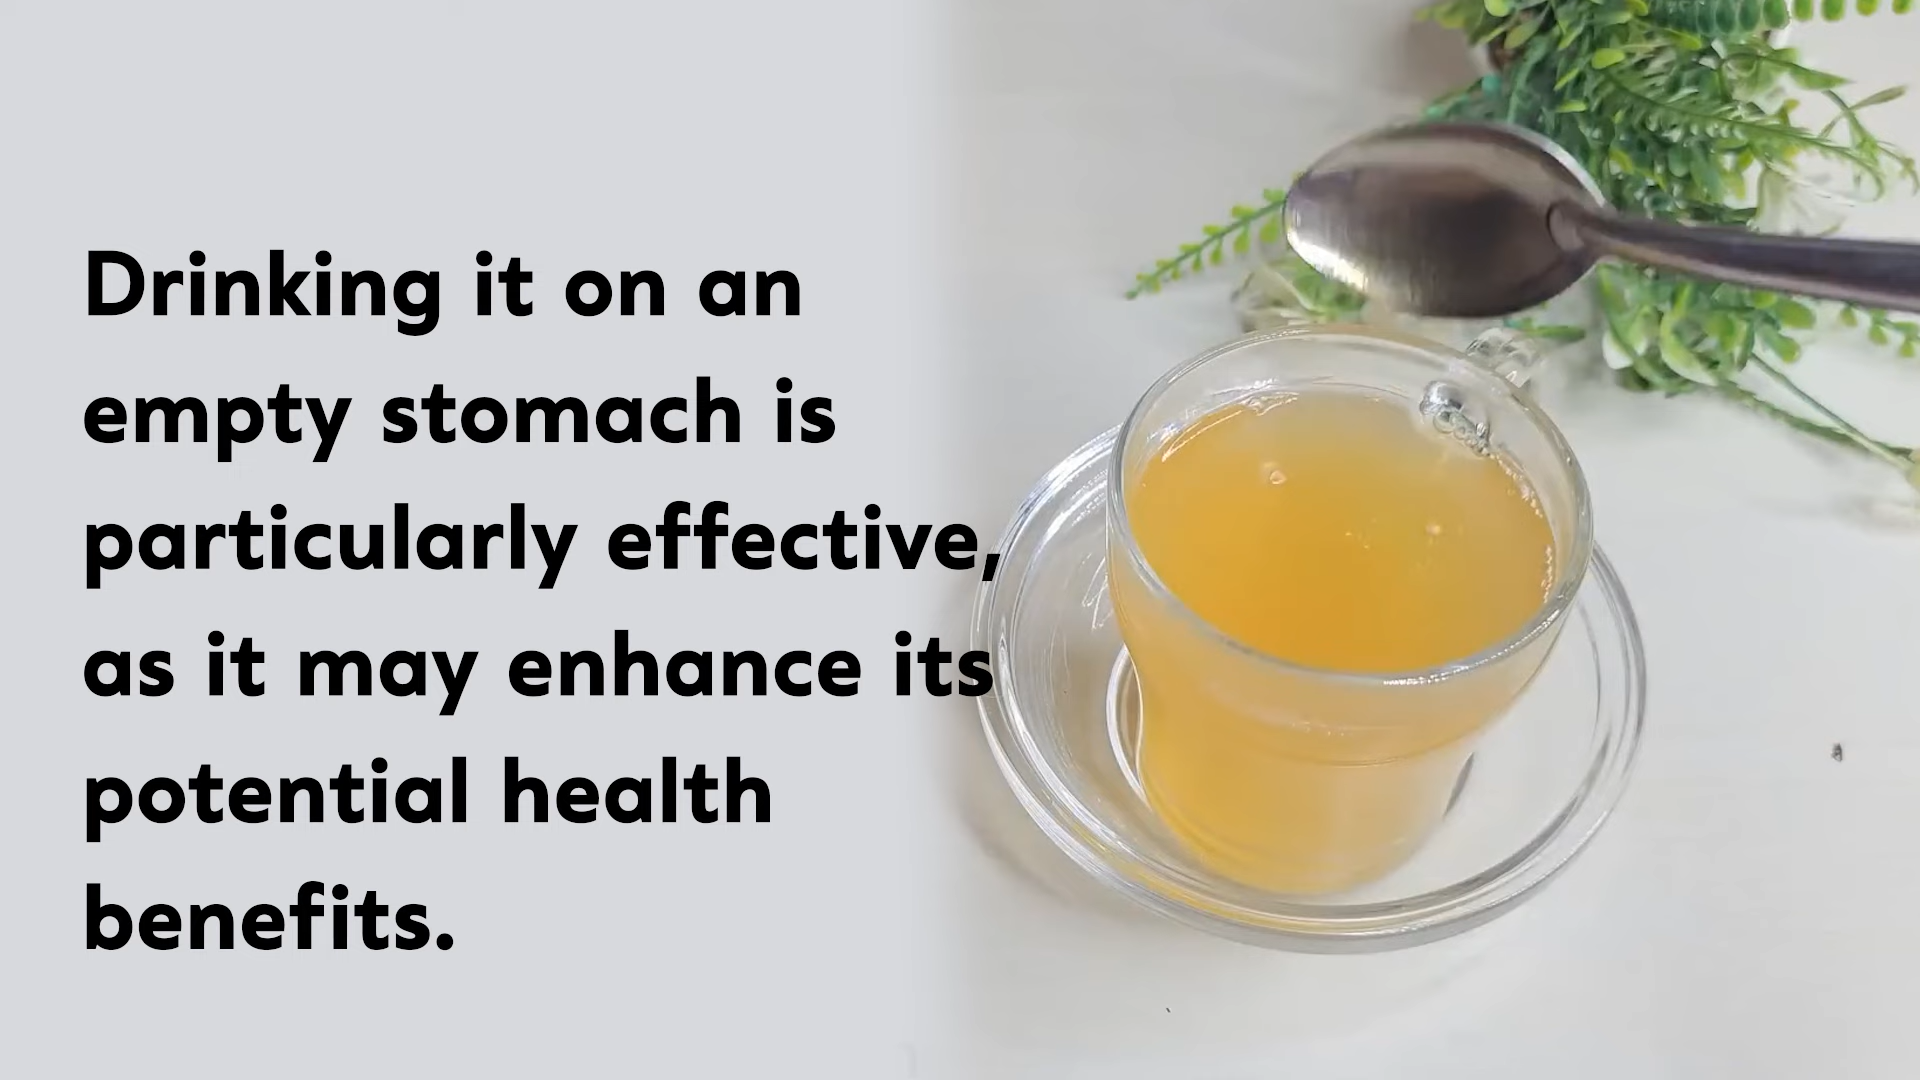 Drinking it on an
empty stomach is
particularly effective,
as it may enhance its
potential health
benefits.